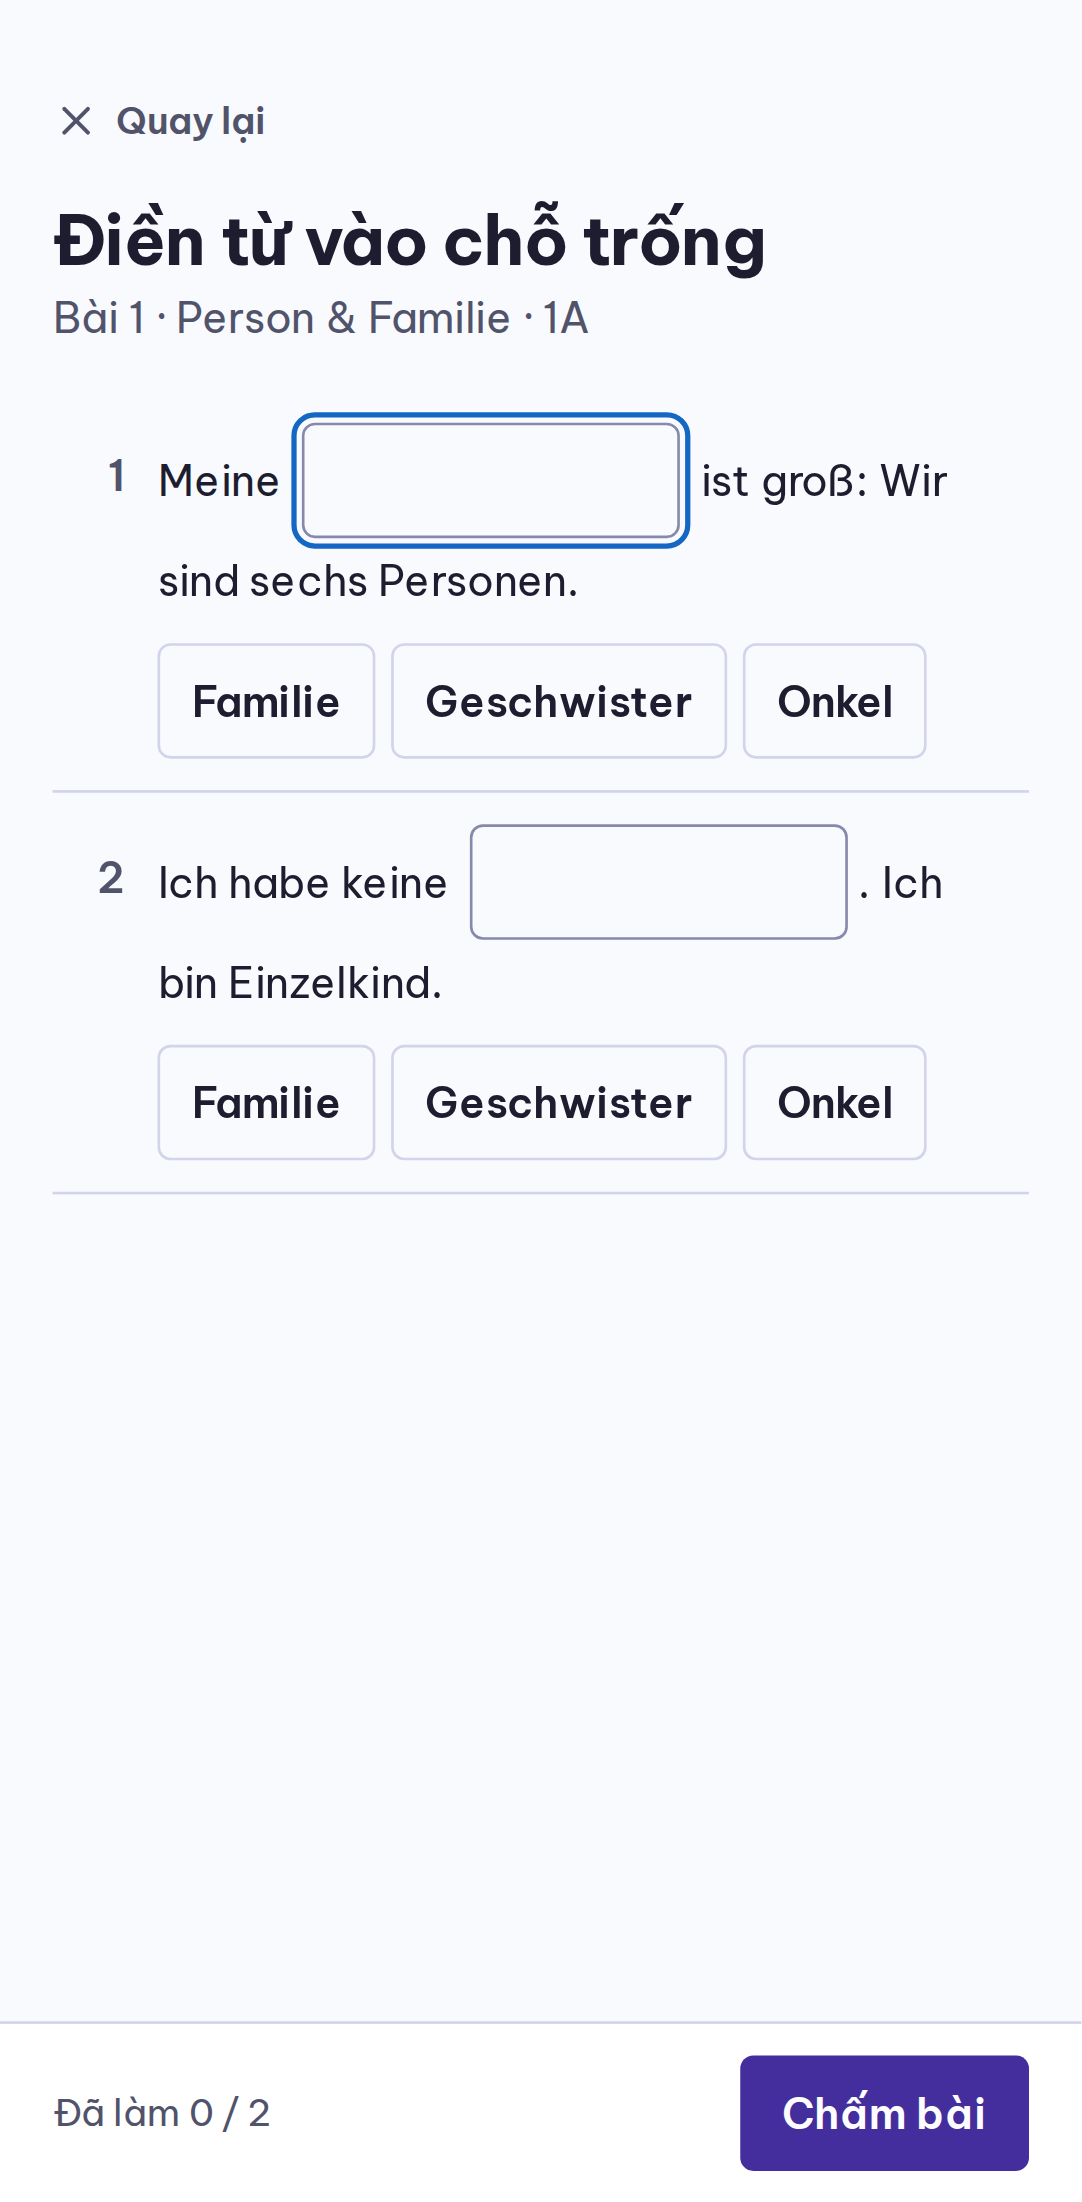 Quay lại
Điền từ vào chỗ trống
Bài 1 · Person & Familie · 1A
1 Meine ist groß: Wir
sind sechs Personen.
Familie Geschwister Onkel
2 Ich habe keine . Ich
bin Einzelkind.
Familie Geschwister Onkel
Đã làm 0 / 2 Chấm bài